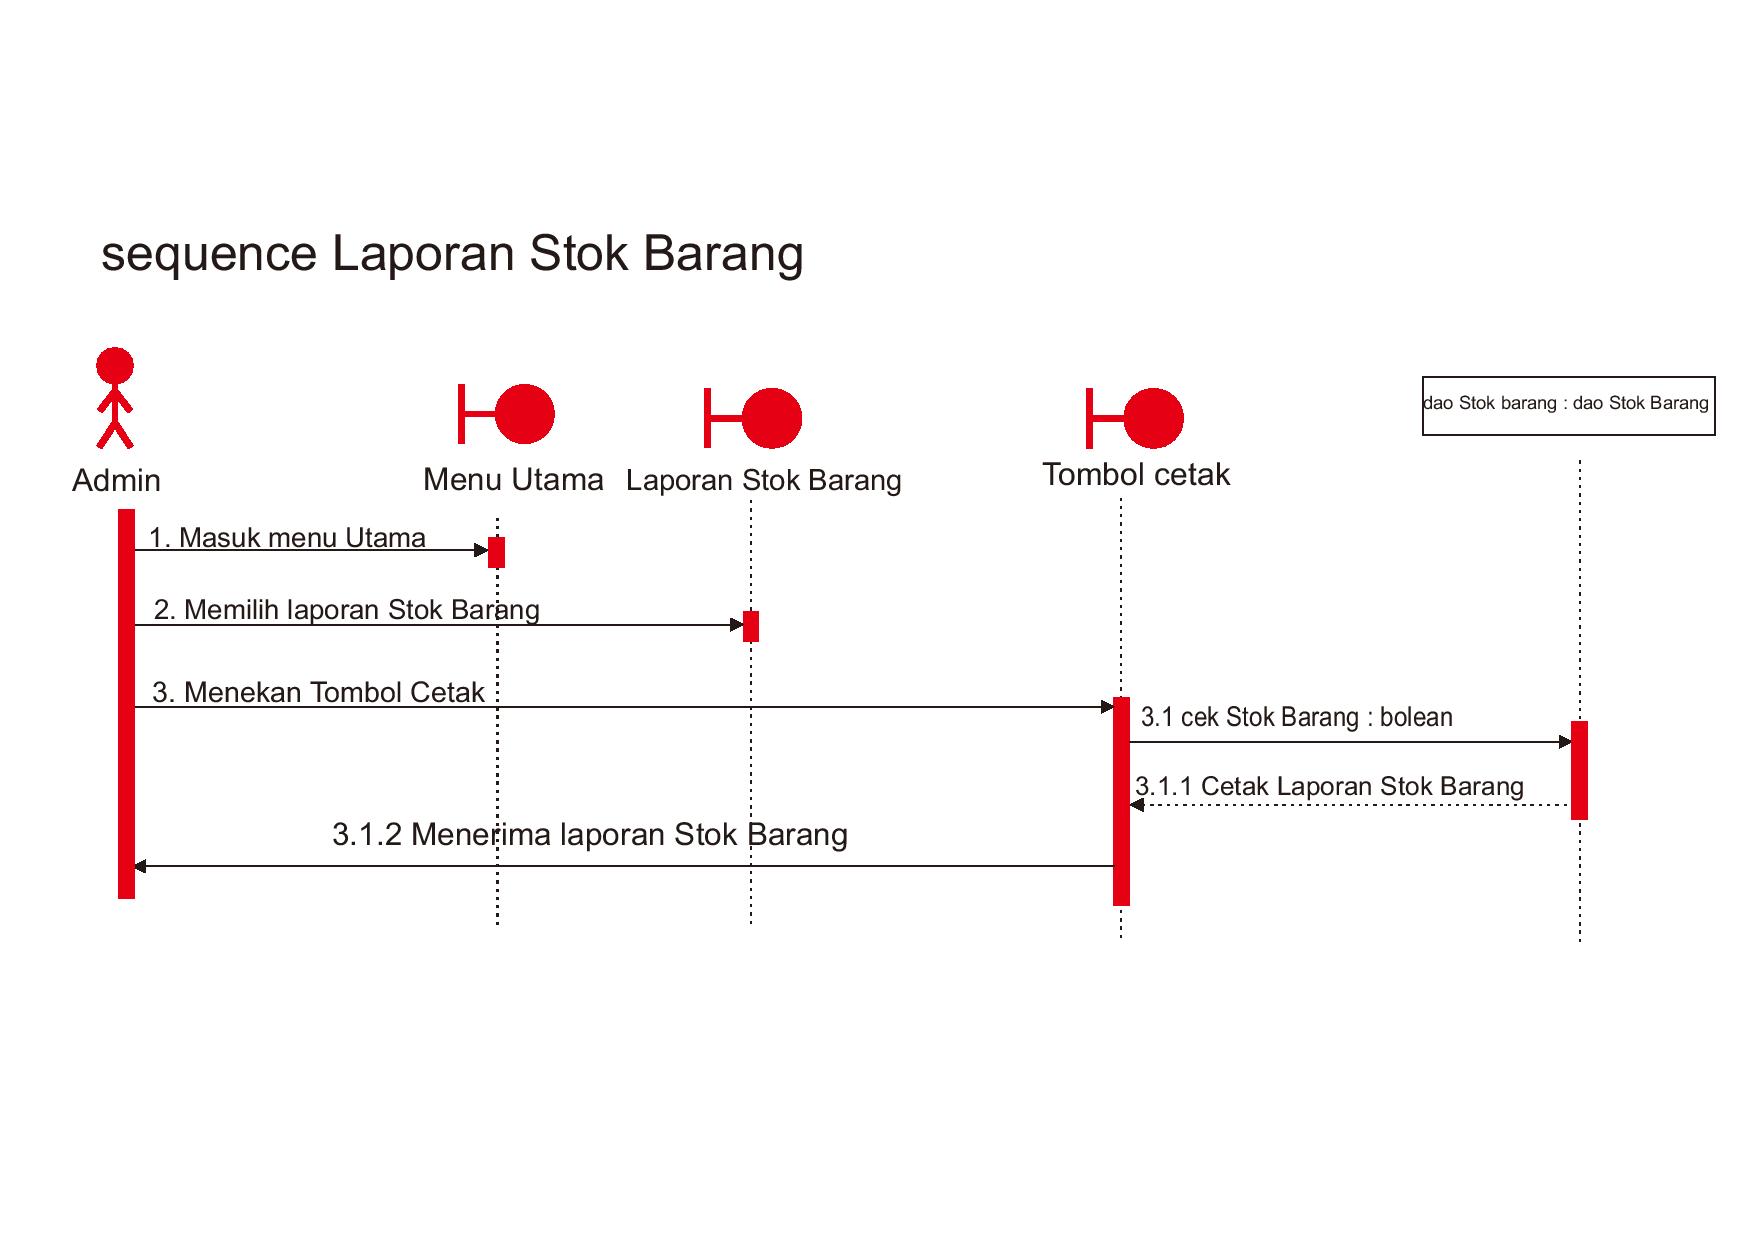 sequence Laporan Stok Barang
Admin
Menu Utama
Laporan Stok Barang
Tombol cetak
dao Stok barang : dao Stok Barang
1. Masuk menu Utama
2. Memilih laporan Stok Barang
3. Menekan Tombol Cetak
3.1 cek Stok Barang : bolean
3.1.1 Cetak Laporan Stok Barang
3.1.2 Menerima laporan Stok Barang